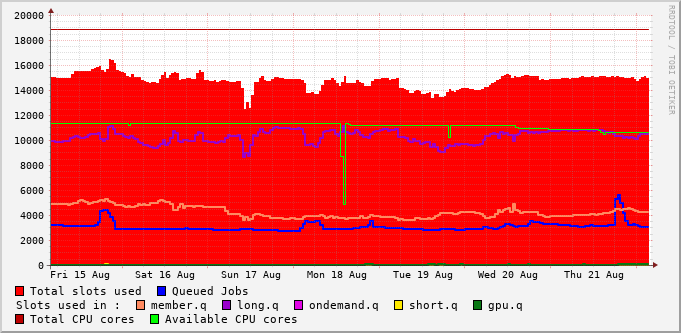 RRDTOOL / TOBI OETIKER
20000
18000
16000
14000
12000
10000
8000
6000
4000
2000
0
Fri 15 Aug Sat 16 Aug Sun 17 Aug Mon 18 Aug Tue 19 Aug Wed 20 Aug Thu 21 Aug
Total slots used Queued Jobs
Slots used in : member.q long.q ondemand.q short.q gpu.q
Total CPU cores Available CPU cores